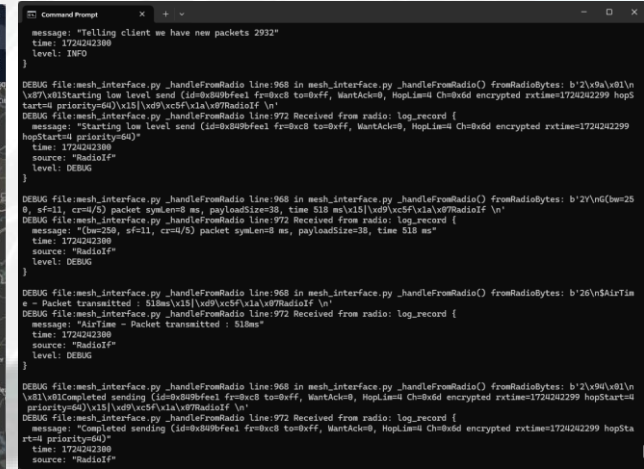 Command Prompt
message: "Telling client we have new packets 2932"
time: 1724242300
level: INFO
}
DEBUG file:mesh_interface.py _handleFromRadio line:968 in mesh_interface.py _handleFromRadio() fromRadioBytes: b'2\x9a\x01\n
\x87\x01Starting low level send (id=0x849bfee1 fr=0xc8 to=0xff, WantAck=0, HopLim=4 Ch=0x6d encrypted rxtime=1724242299 hopS
tart=4 priority=64)\x15|\xd9\xc5f\x1a\x07RadioIf \n'
DEBUG file:mesh_interface.py _handleFromRadio line:972 Received from radio: log_record {
message: "Starting low level send (id=0x849bfee1 fr=0xc8 to=0xff, WantAck=0, HopLim=4 Ch=0x6d encrypted rxtime=1724242299
hopStart=4 priority=64)"
time: 1724242300
source: "RadioIf"
level: DEBUG
}
DEBUG file:mesh_interface.py _handleFromRadio line:968 in mesh_interface.py _handleFromRadio() fromRadioBytes: b'2Y\nG(bw=25
0, sf=11, cr=4/5) packet symLen=8 ms, payloadSize=38, time 518 ms\x15|\xd9\xc5f\x1a\x07RadioIf \n'
DEBUG file:mesh_interface.py _handleFromRadio line:972 Received from radio: log_record {
message: "(bw=250, sf=11, cr=4/5) packet symLen=8 ms, payloadSize=38, time 518 ms"
time: 1724242300
source: "RadioIf"
level: DEBUG
}
DEBUG file:mesh_interface.py _handleFromRadio line:968 in mesh_interface.py _handleFromRadio() fromRadioBytes: b'26\n$AirTim
e - Packet transmitted : 518ms\x15|\xd9\xc5f\x1a\x07RadioIf \n'
DEBUG file:mesh_interface.py _handleFromRadio line:972 Received from radio: log_record {
message: "AirTime - Packet transmitted : 518ms"
time: 1724242300
source: "RadioIf"
level: DEBUG
}
DEBUG file:mesh_interface.py _handleFromRadio line:968 in mesh_interface.py _handleFromRadio() fromRadioBytes: b'2\x94\x01\n
\x81\x01Completed sending (id=0x849bfee1 fr=0xc8 to=0xff, WantAck=0, HopLim=4 Ch=0x6d encrypted rxtime=1724242299 hopStart=4
priority=64)\x15|\xd9\xc5f\x1a\x07RadioIf \n'
DEBUG file:mesh_interface.py _handleFromRadio line:972 Received from radio: log_record {
message: "Completed sending (id=0x849bfee1 fr=0xc8 to=0xff, WantAck=0, HopLim=4 Ch=0x6d encrypted rxtime=1724242299 hopSta
rt=4 priority=64)"
time: 1724242300
source: "RadioIf"